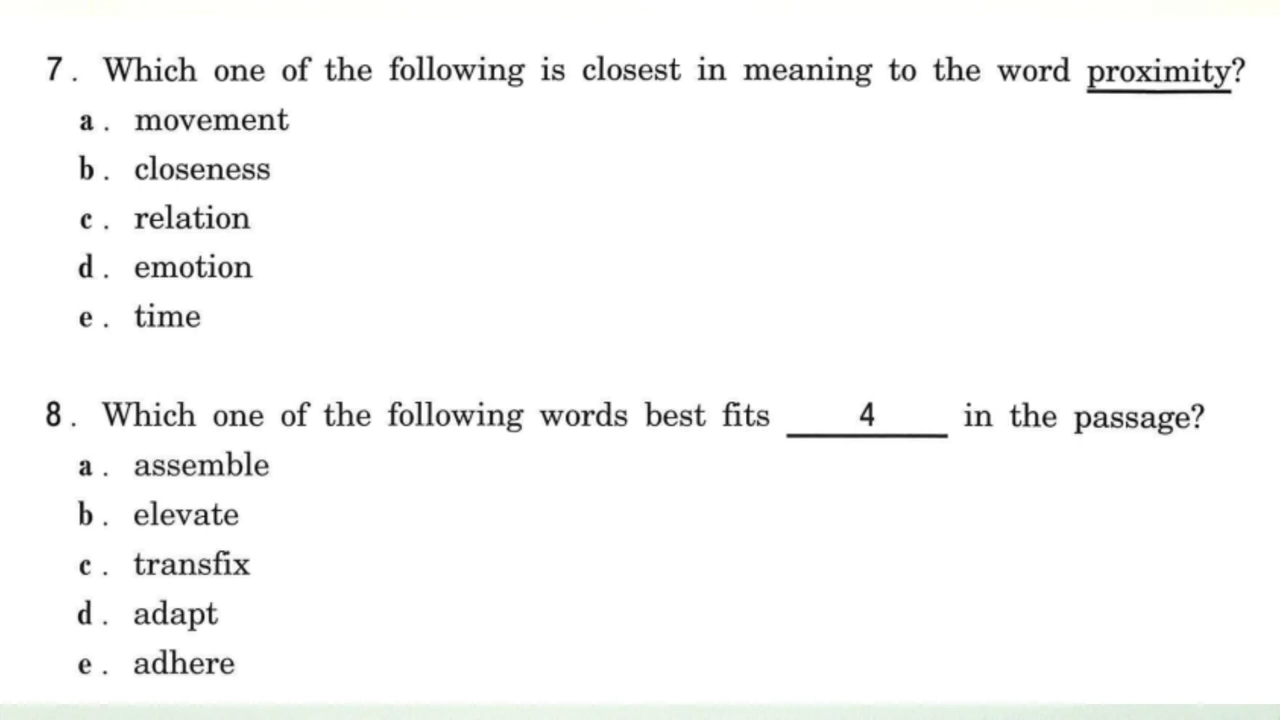 7. Which one of the following is closest in meaning to the word proximity?
a. movement
b. closeness
c. relation
d. emotion
e. time
8. Which one of the following words best fits 4 in the passage?
a. assemble
b. elevate
c. transfix
d. adapt
e. adhere